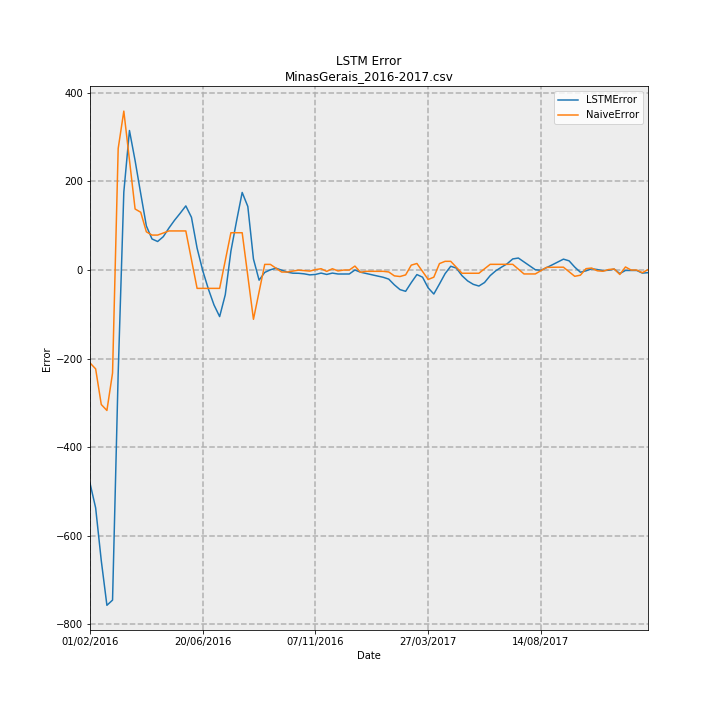 LSTM Error
MinasGerais_2016-2017.csv
LSTMError
NaiveError
400
200
0
−200
−400
−600
−800
Error
01/02/2016 20/06/2016 07/11/2016 27/03/2017 14/08/2017
Date